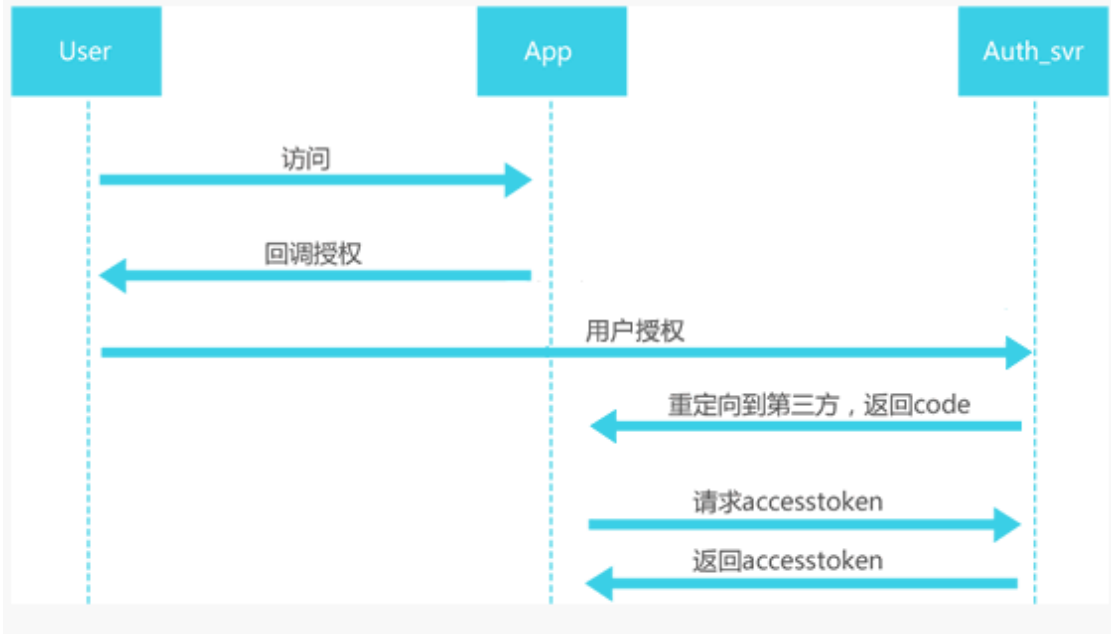 User
App
Auth_svr
访问
回调授权
用户授权
重定向到第三方，返回code
请求accesstoken
返回accesstoken